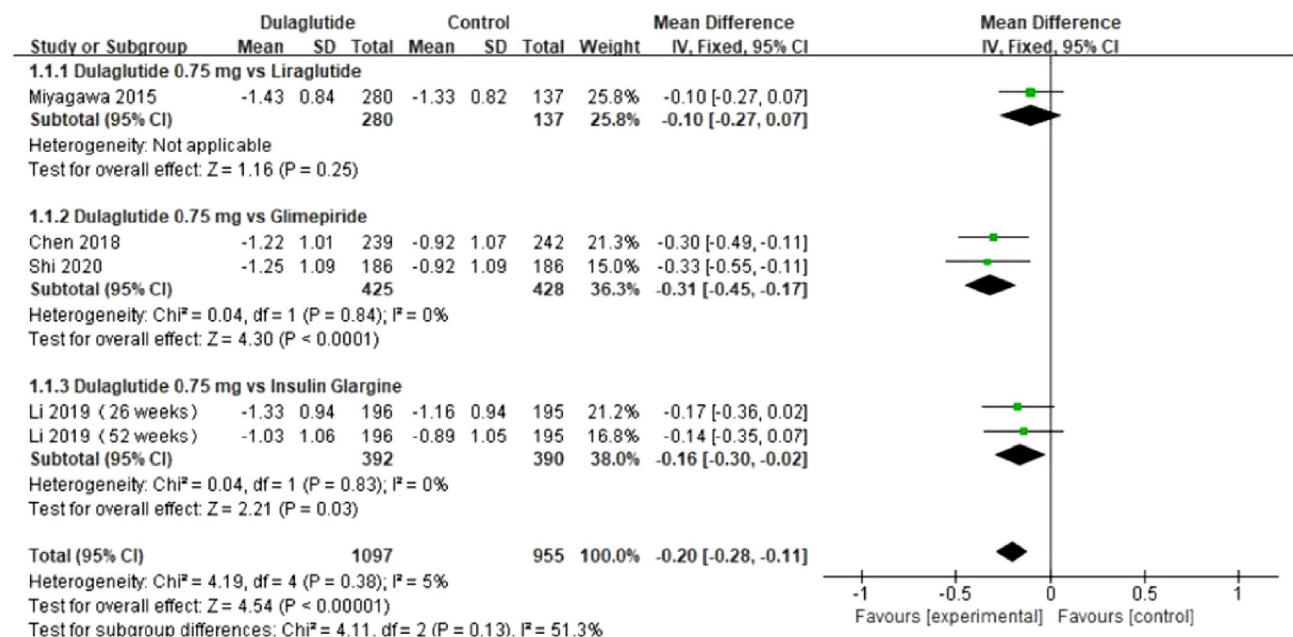 Dulaglutide Control Mean Difference Mean Difference
Study or Subgroup Mean SD Total Mean SD Total Weight IV, Fixed, 95% CI IV, Fixed, 95% CI
1.1.1 Dulaglutide 0.75 mg vs Liraglutide
Miyagawa 2015 -1.43 0.84 280 -1.33 0.82 137 25.8% -0.10 [-0.27, 0.07]
Subtotal (95% CI) 280 137 25.8% -0.10 [-0.27, 0.07]
Heterogeneity: Not applicable
Test for overall effect: Z = 1.16 (P = 0.25)
1.1.2 Dulaglutide 0.75 mg vs Glimepiride
Chen 2018 -1.22 1.01 239 -0.92 1.07 242 21.3% -0.30 [-0.49, -0.11]
Shi 2020 -1.25 1.09 186 -0.92 1.09 186 15.0% -0.33 [-0.55, -0.11]
Subtotal (95% CI) 425 428 36.3% -0.31 [-0.45, -0.17]
Heterogeneity: Chi² = 0.04, df = 1 (P = 0.84); I² = 0%
Test for overall effect: Z = 4.30 (P < 0.0001)
1.1.3 Dulaglutide 0.75 mg vs Insulin Glargine
Li 2019 (26 weeks) -1.33 0.94 196 -1.16 0.94 195 21.2% -0.17 [-0.36, 0.02]
Li 2019 (52 weeks) -1.03 1.06 196 -0.89 1.05 195 16.8% -0.14 [-0.35, 0.07]
Subtotal (95% CI) 392 390 38.0% -0.16 [-0.30, -0.02]
Heterogeneity: Chi² = 0.04, df = 1 (P = 0.83); I² = 0%
Test for overall effect: Z = 2.21 (P = 0.03)
Total (95% CI) 1097 955 100.0% -0.20 [-0.28, -0.11]
Heterogeneity: Chi² = 4.19, df = 4 (P = 0.38); I² = 5%
Test for overall effect: Z = 4.54 (P < 0.00001)
Test for subgroup differences: Chi² = 4.11, df = 2 (P = 0.13), I² = 51.3%
-1 -0.5 0 0.5 1
Favours [experimental] Favours [control]